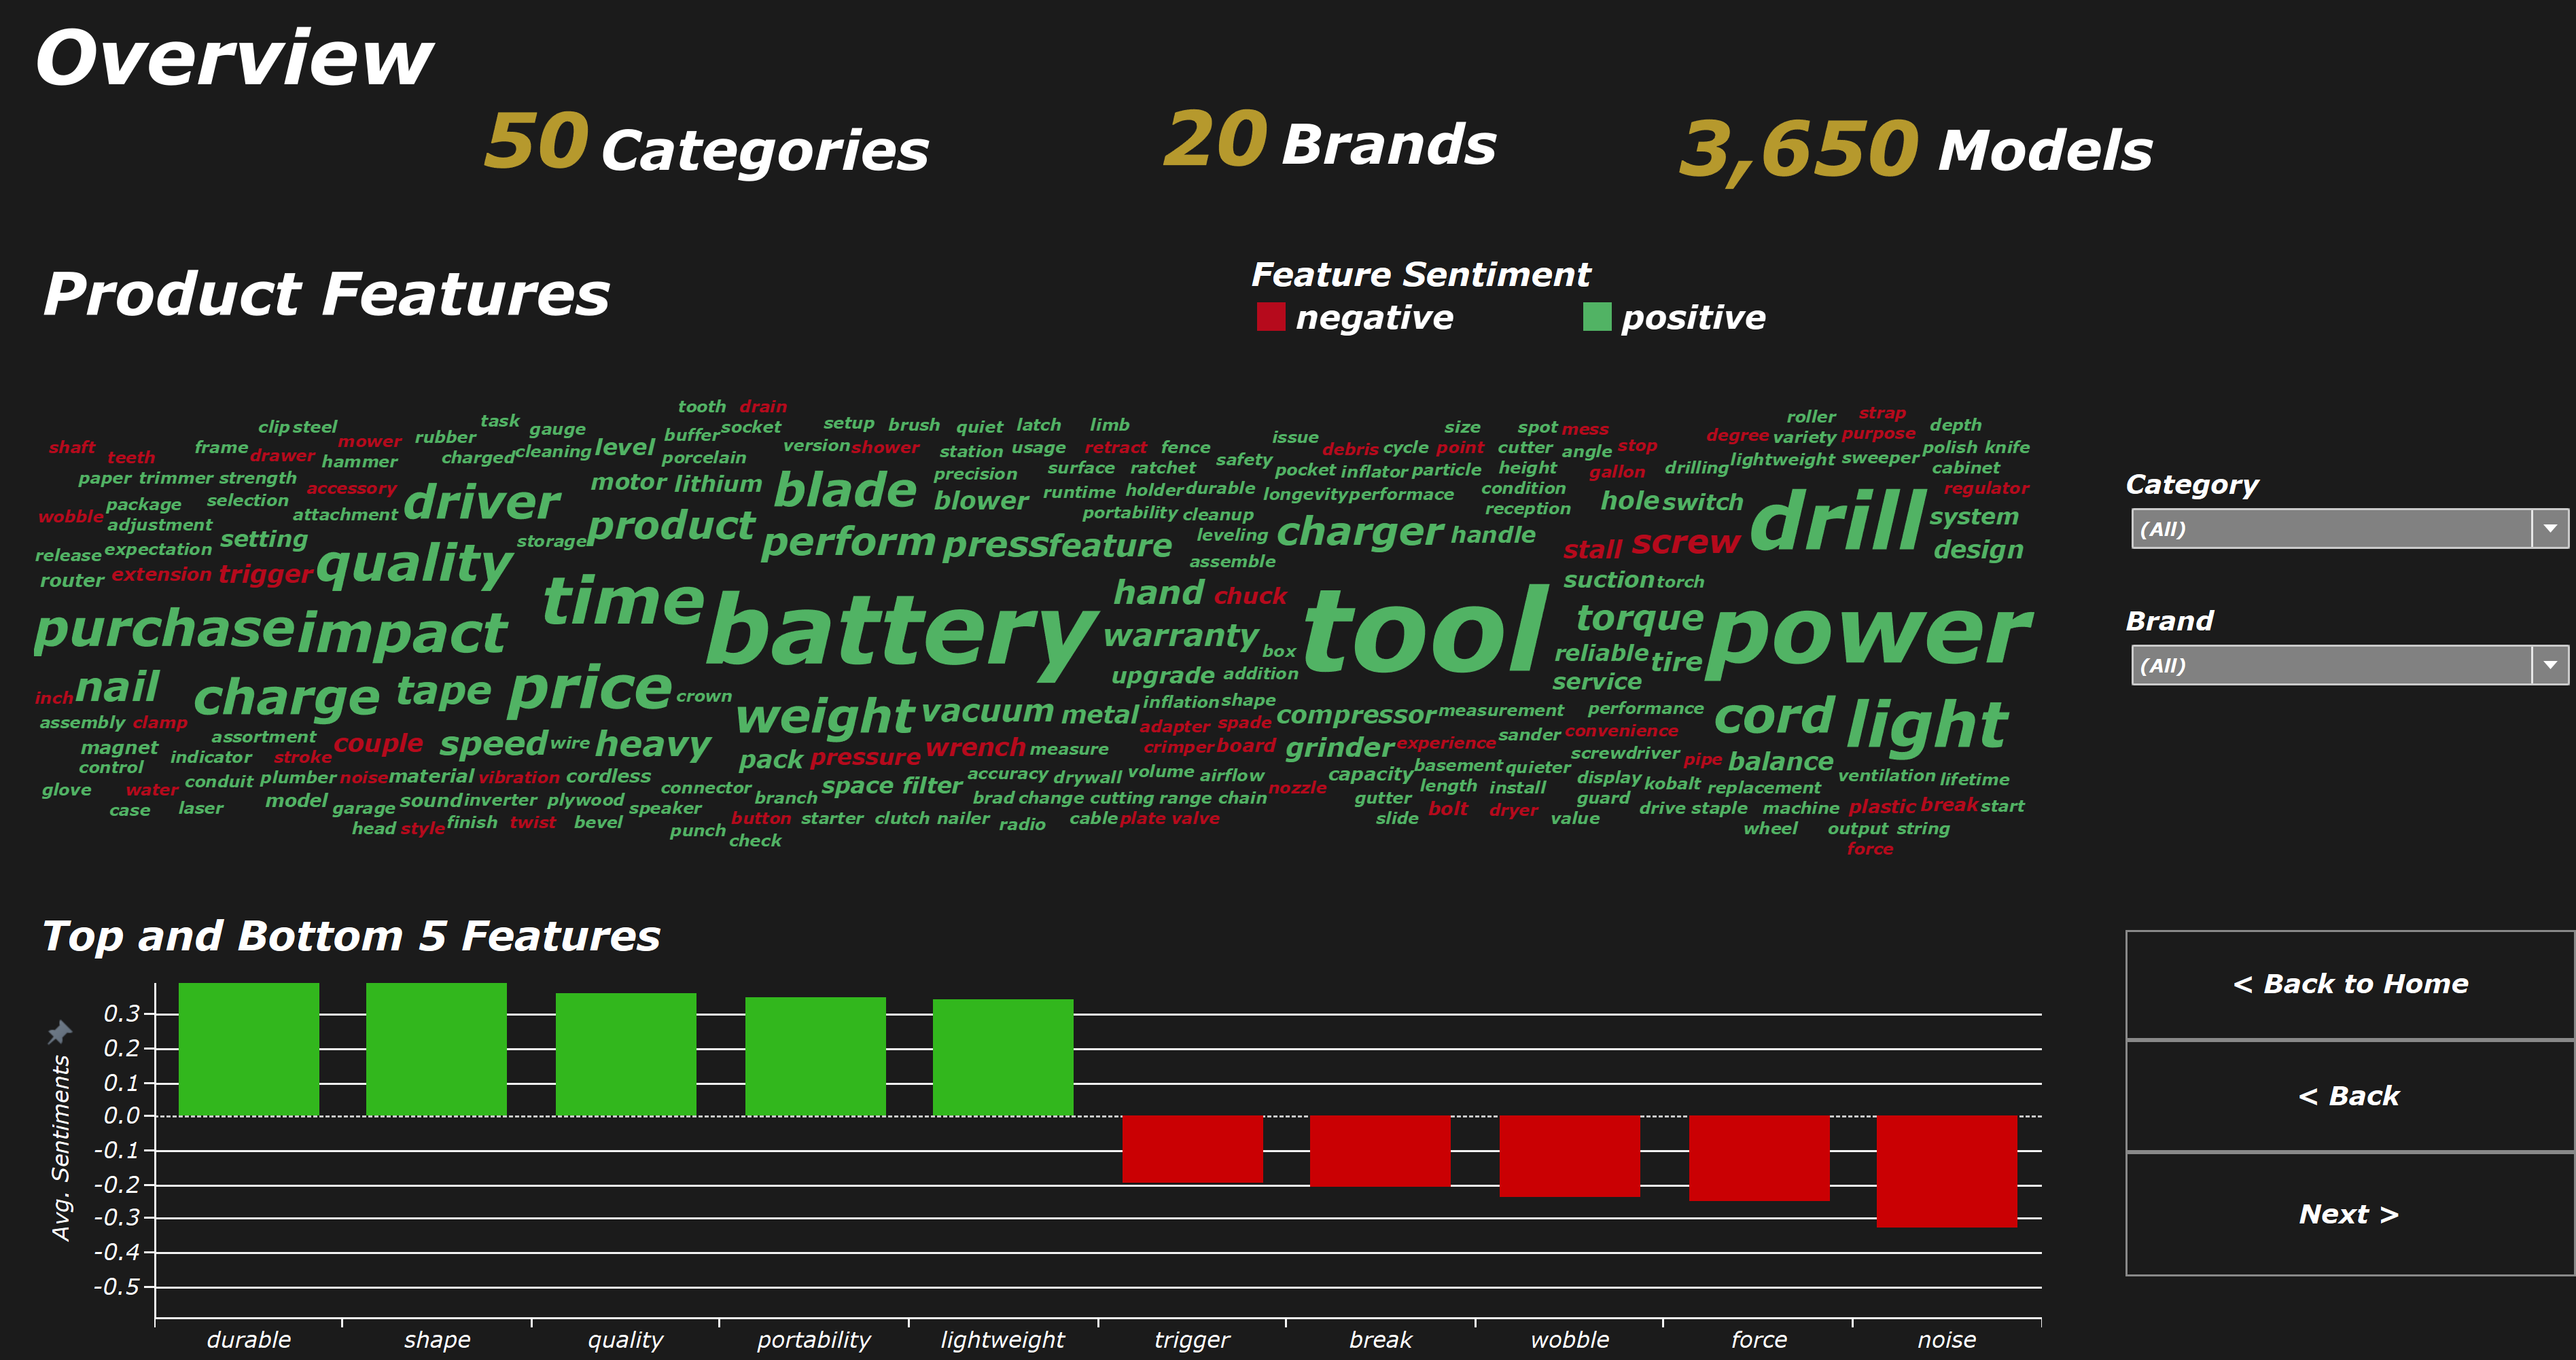 Overview
50 Categories
20 Brands
3,650 Models
Product Features
Feature Sentiment
negative positive
tooth drain
clip steel task gauge buffer socket setup brush quiet latch limb size spot mess roller strap depth
shaft teeth frame drawer mower rubber level version shower station usage retract fence issue debris cycle point cutter angle stop degree variety purpose polish knife
hammer charged cleaning porcelain safety lightweight sweeper
paper trimmer strength accessory motor lithium blade precision surface ratchet pocket inflator particle height gallon drilling cabinet
package selection driver blower runtime holder durable longevity performace condition hole switch drill regulator
wobble adjustment attachment product portability cleanup reception system
release expectation setting quality storage perform press feature leveling charger handle stall screw design
router extension trigger assemble suction torch
purchase impact time battery hand chuck tool torque power
warranty box reliable tire
upgrade addition service
inch nail charge tape price crown inflation shape
assembly clamp weight vacuum metal adapter spade compressor measurement performance cord light
magnet assortment couple speed wire heavy wrench measure crimper board grinder experience sander convenience
control indicator stroke pack pressure screwdriver pipe balance
glove water conduit plumber noise material vibration cordless connector space filter accuracy drywall volume airflow nozzle capacity basement quieter display kobalt replacement ventilation lifetime
case laser model garage sound inverter plywood speaker branch brad change cutting range chain gutter length install guard drive staple machine plastic break start
head style finish twist bevel punch button starter clutch nailer radio cable plate valve slide bolt dryer value wheel output string
check force
Category
(All)
Brand
(All)
Top and Bottom 5 Features
Avg. Sentiments
0.3
0.2
0.1
0.0
-0.1
-0.2
-0.3
-0.4
-0.5
durable shape quality portability lightweight trigger break wobble force noise
< Back to Home
< Back
Next >